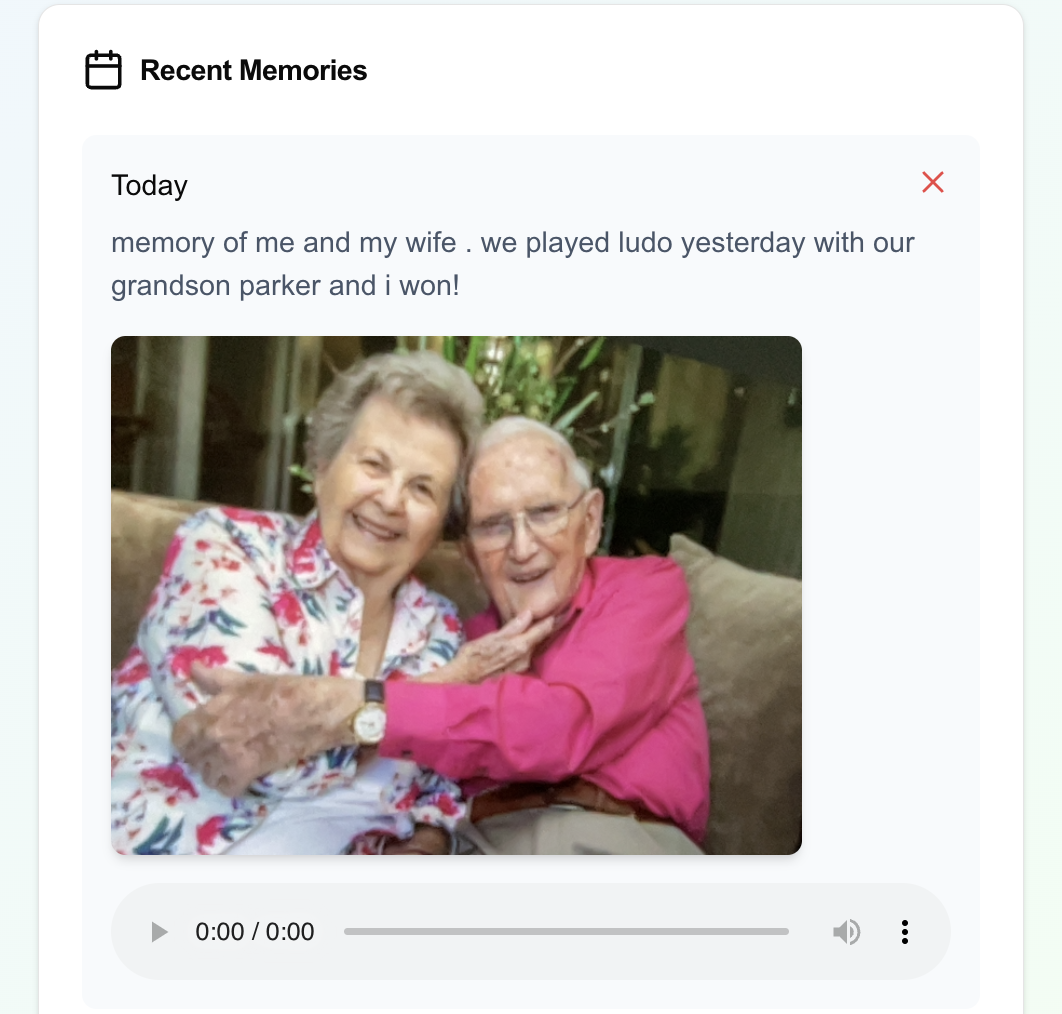 Recent Memories
Today
memory of me and my wife . we played ludo yesterday with our
grandson parker and i won!
0:00 / 0:00